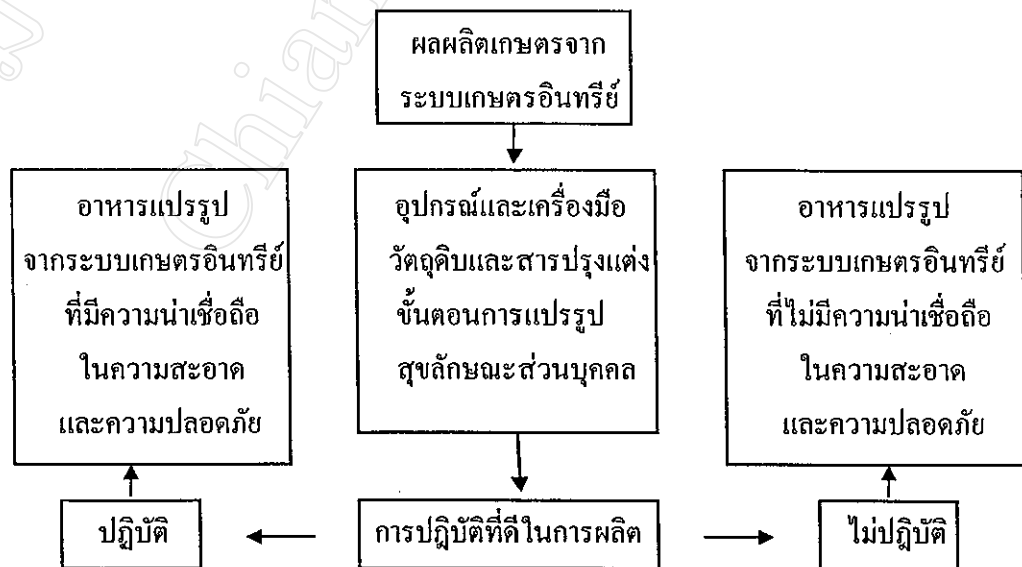 ผลผลิตเกษตรจาก
ระบบเกษตรอินทรีย์
อาหารแปรรูป
จากระบบเกษตรอินทรีย์
ที่มีความน่าเชื่อถือ
ในความสะอาด
และความปลอดภัย
อุปกรณ์และเครื่องมือ
วัตถุดิบและสารปรุงแต่ง
ขั้นตอนการแปรรูป
สุขลักษณะส่วนบุคคล
อาหารแปรรูป
จากระบบเกษตรอินทรีย์
ที่ไม่มีความน่าเชื่อถือ
ในความสะอาด
และความปลอดภัย
ปฏิบัติ
การปฏิบัติที่ดีในการผลิต
ไม่ปฏิบัติ
Chian